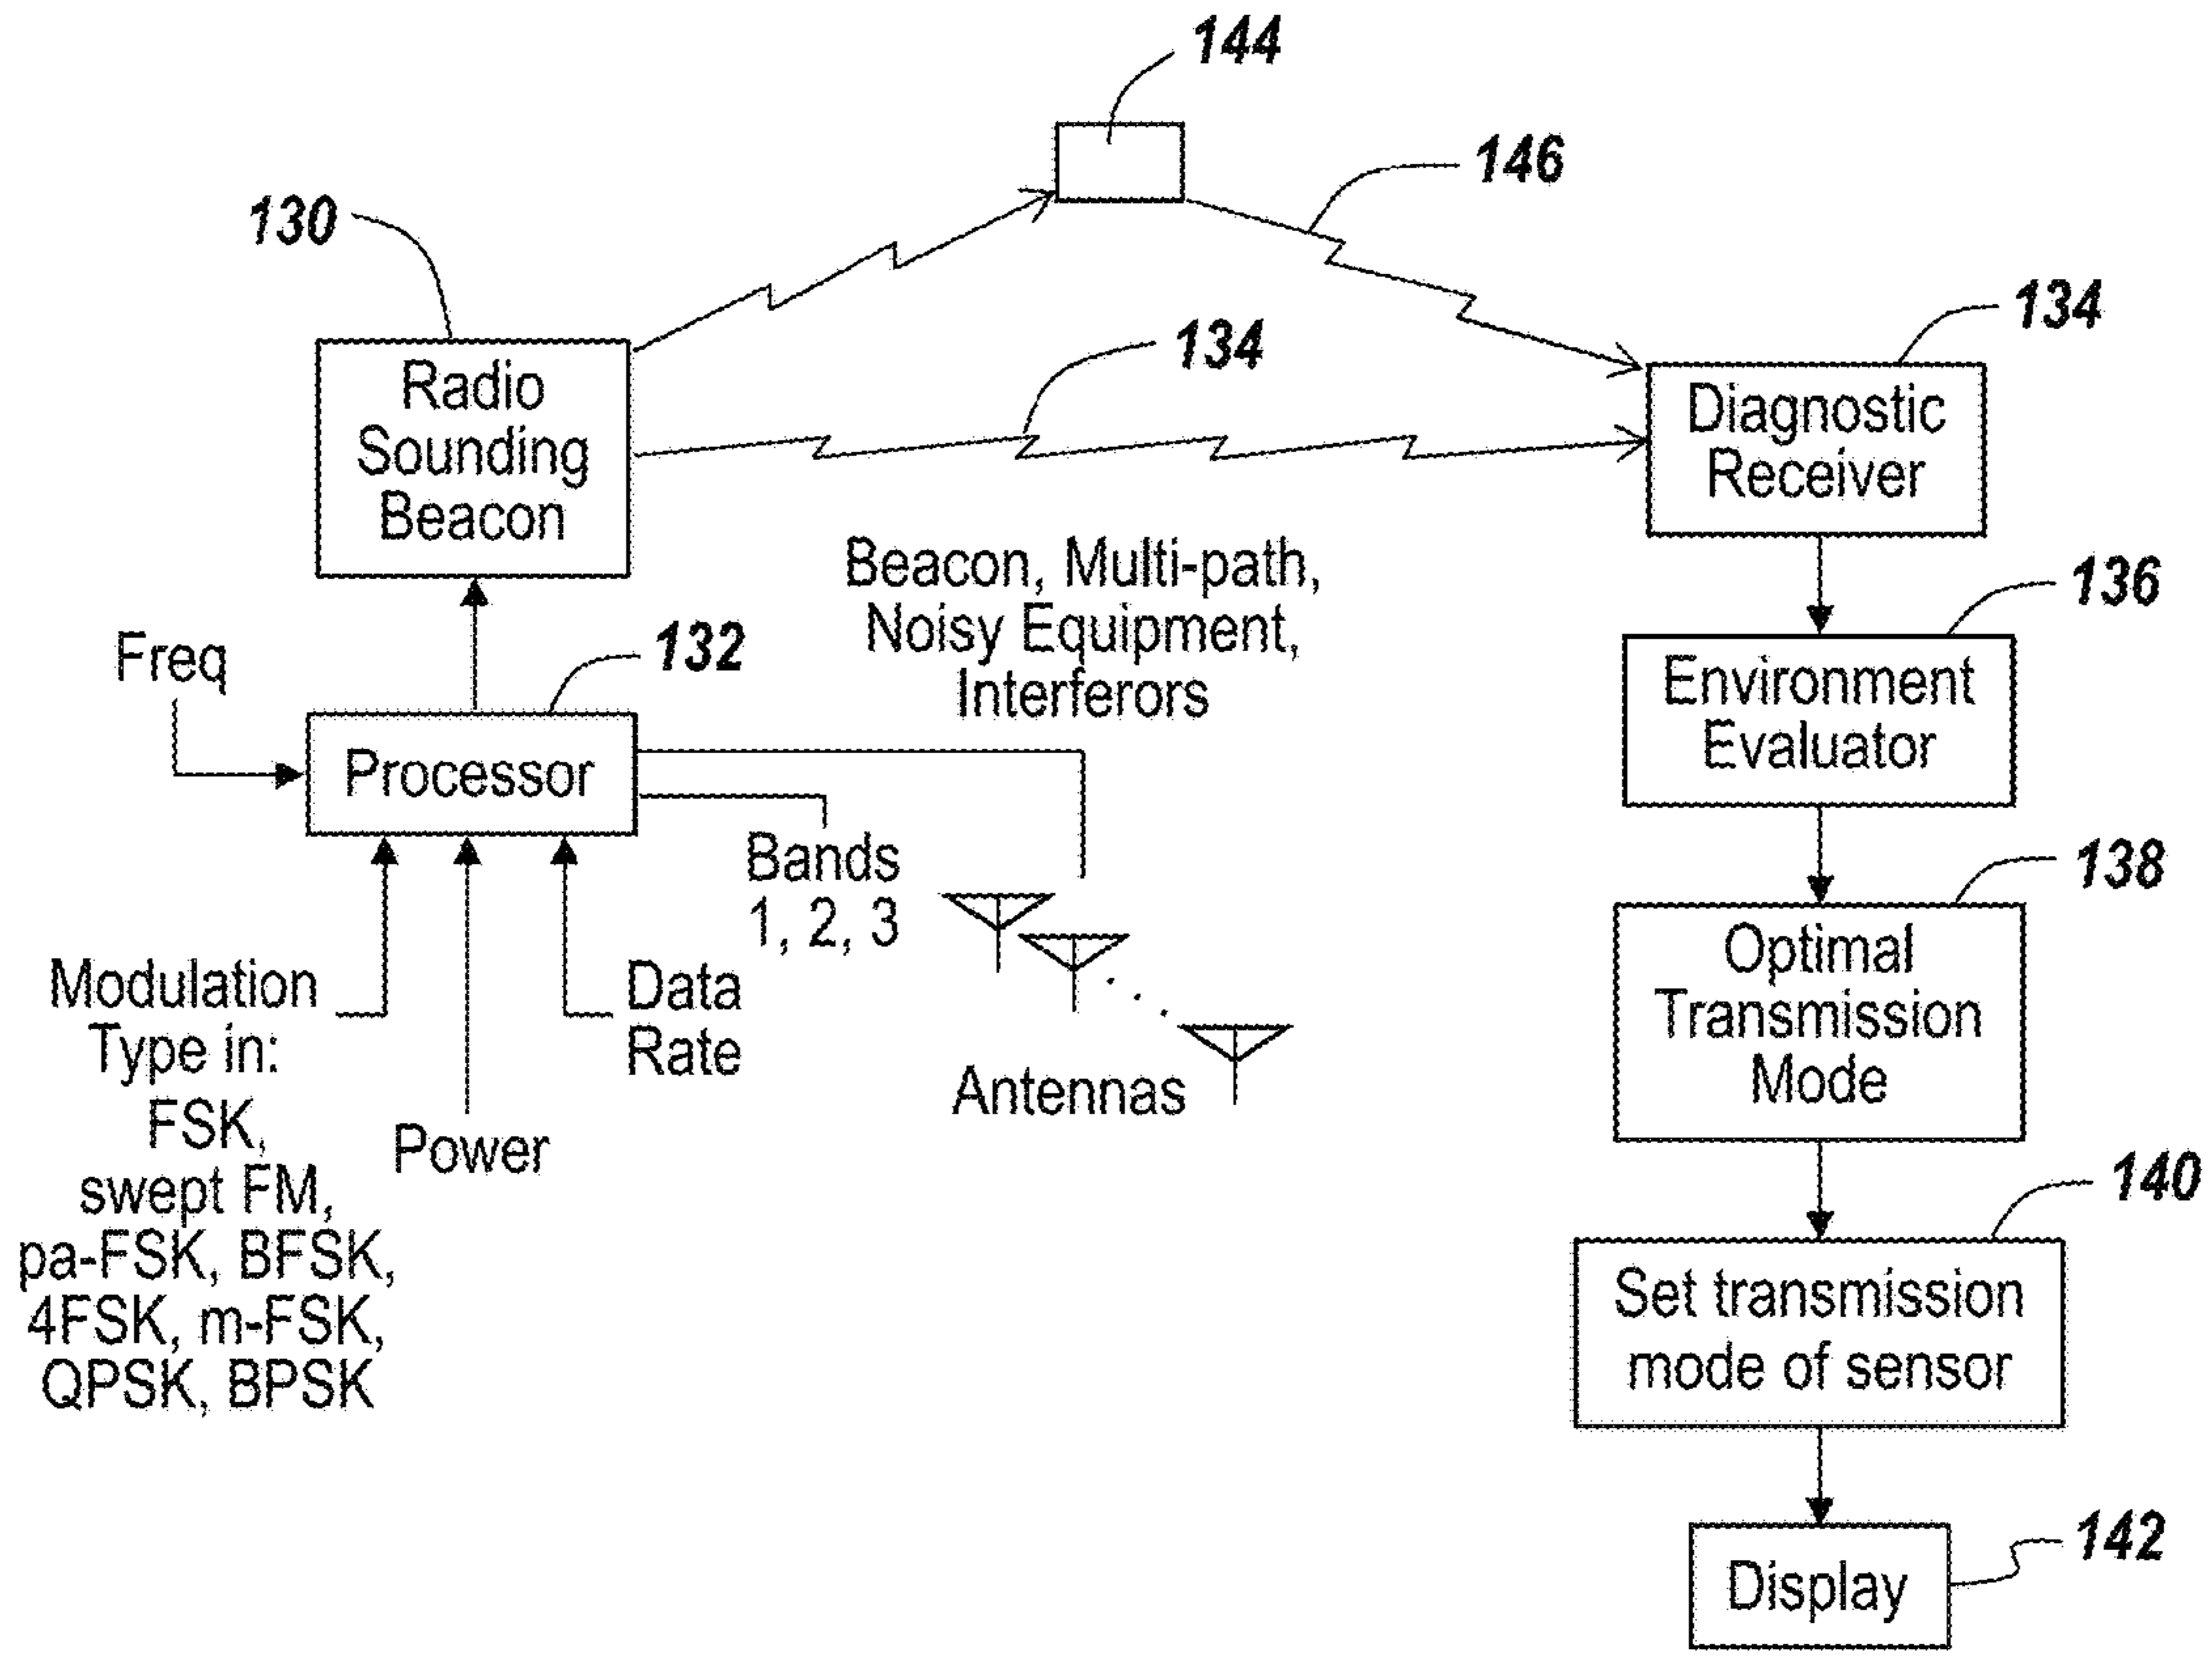 144
146
130
134
134
Radio
Sounding
Beacon
Diagnostic
Receiver
Beacon, Multi-path,
Noisy Equipment,
Interferors
136
Freq
132
Environment
Evaluator
Processor
Bands
1, 2, 3
138
Modulation
Type in:
FSK,
swept FM,
pa-FSK, BFSK,
4FSK, m-FSK,
QPSK, BPSK
Power
Data
Rate
Antennas
Optimal
Transmission
Mode
140
Set transmission
mode of sensor
142
Display